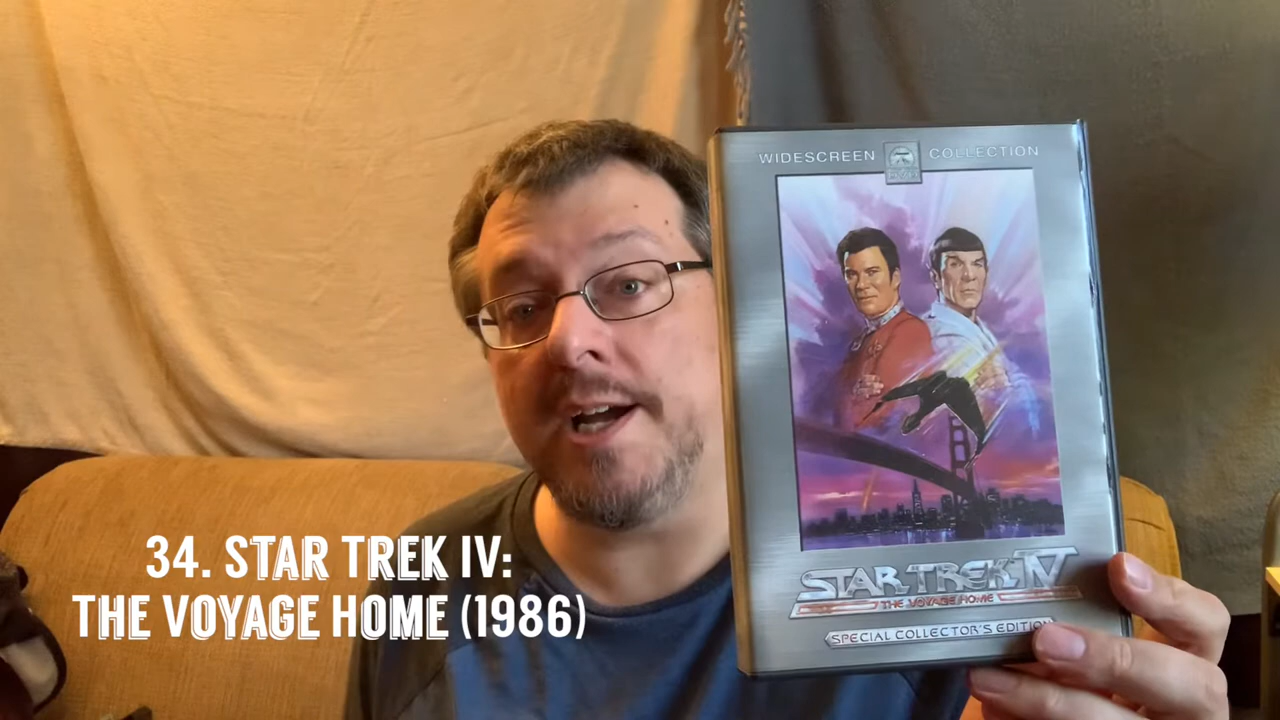 WIDESCREEN COLLECTION
DVD
STAR TREK IV
THE VOYAGE HOME
SPECIAL COLLECTOR'S EDITION
34. STAR TREK IV:
THE VOYAGE HOME (1986)